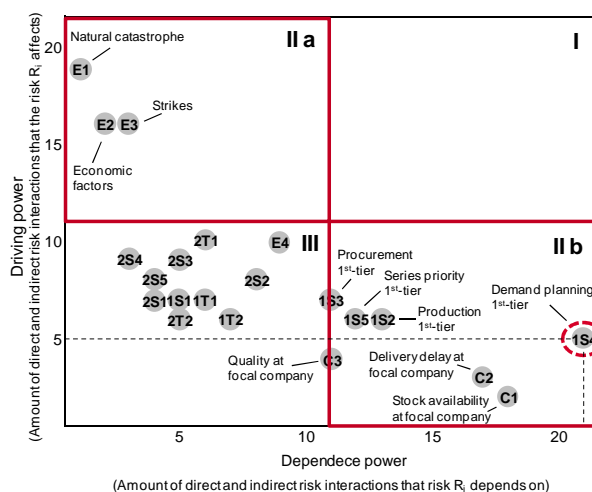 Driving power
(Amount of direct and indirect risk interactions that the risk Ri affects)
20
15
10
5
II a
I
III
II b
Natural catastrophe
E1
E2
E3
Strikes
Economic
factors
2T1
E4
2S4
2S3
2S5
2S2
2S1
1S1
1T1
2T2
1T2
Procurement
1st-tier
Series priority
1st-tier
1S3
1S5
1S2
Production
1st-tier
Demand planning
1st-tier
1S4
Quality at
focal company
C3
Delivery delay at
focal company
C2
Stock availability
at focal company
C1
5
10
15
20
Dependece power
(Amount of direct and indirect risk interactions that risk Ri depends on)